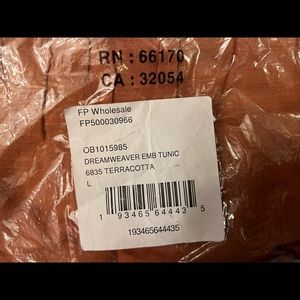 RN : 66170
CA : 32054
FP Wholesale
FP500030966
OB1015985
DREAMWEAVER EMB TUNIC
6835 TERRACOTTA
L
1 93465 64443 5
193465644435